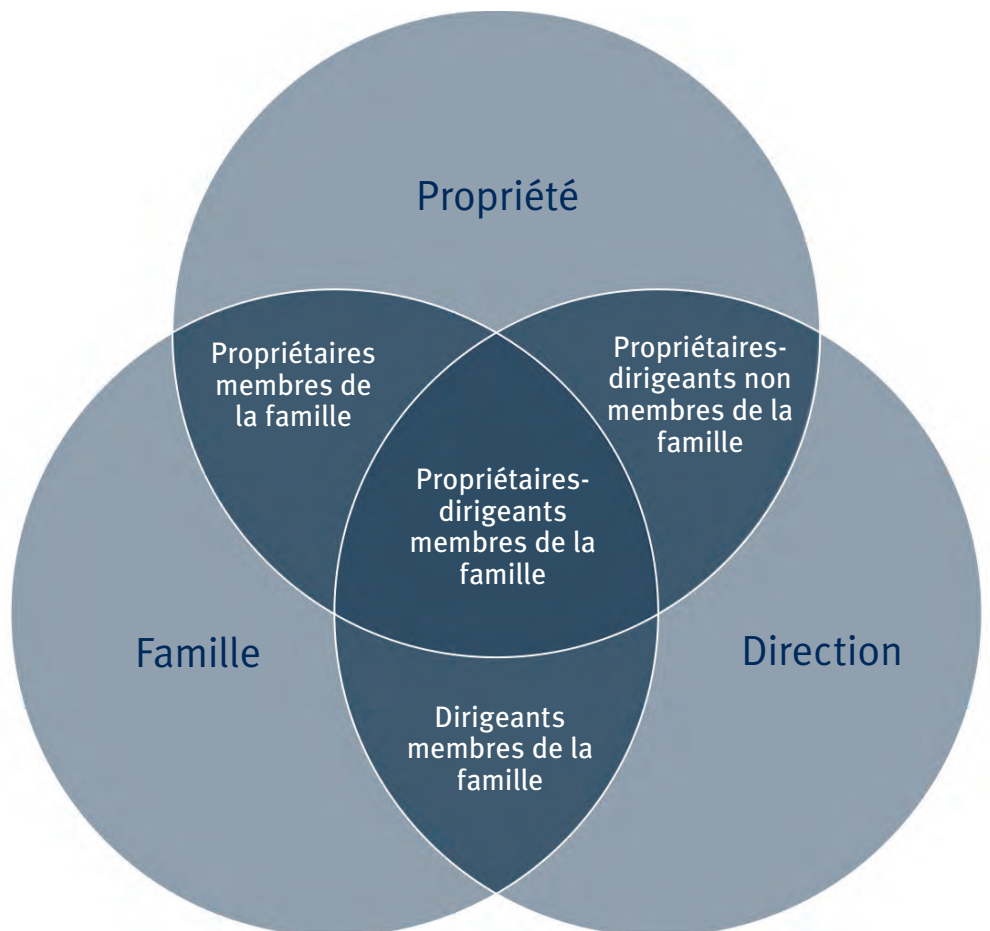 Propriété
Propriétaires
membres de
la famille
Propriétaires-
dirigeants non
membres de la
famille
Propriétaires-
dirigeants
membres de la
famille
Famille
Direction
Dirigeants
membres de la
famille